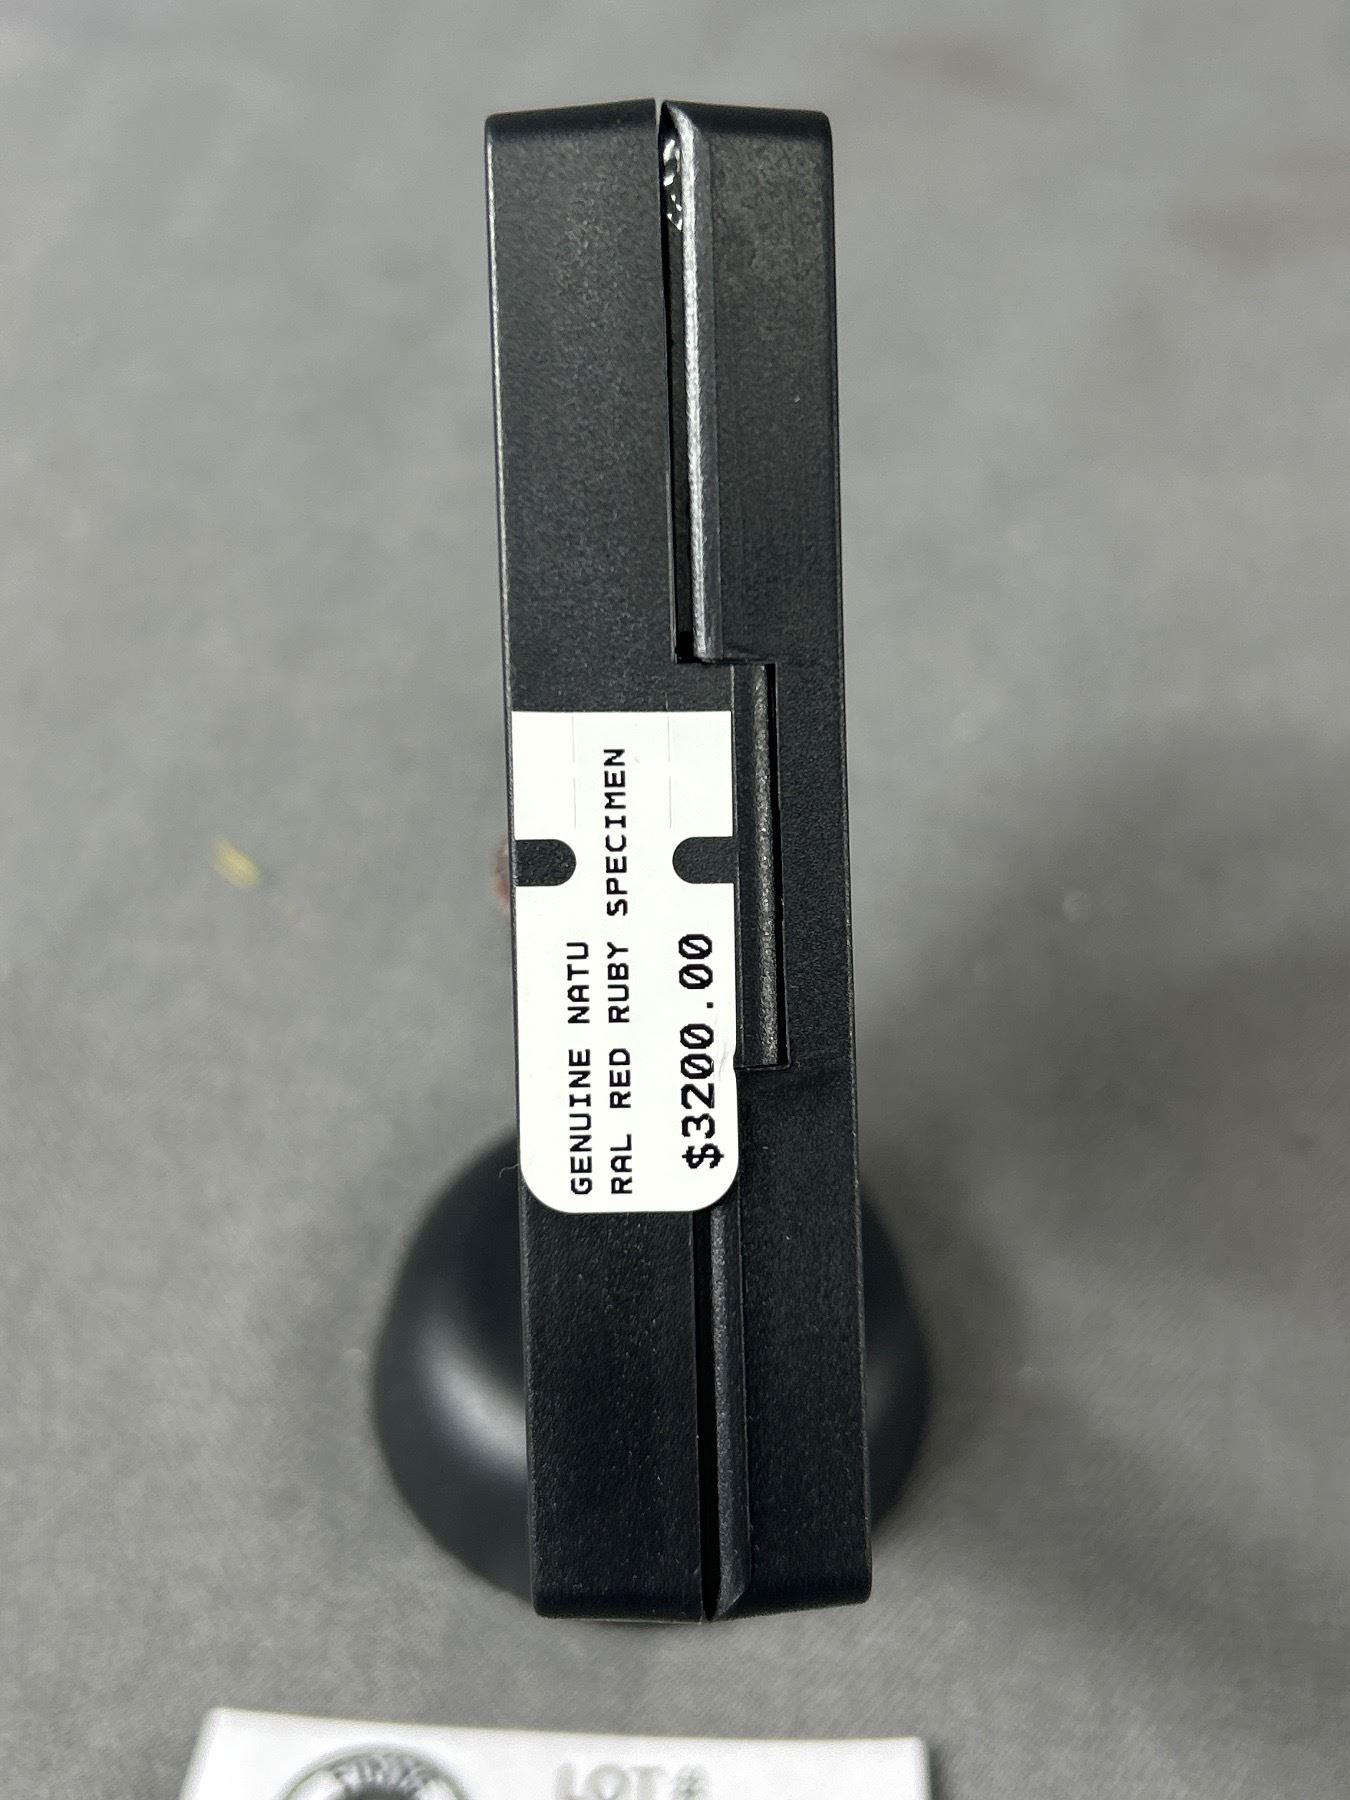 GENUINE NATU
RAL RED RUBY SPECIMEN
$3200.00
LOT #